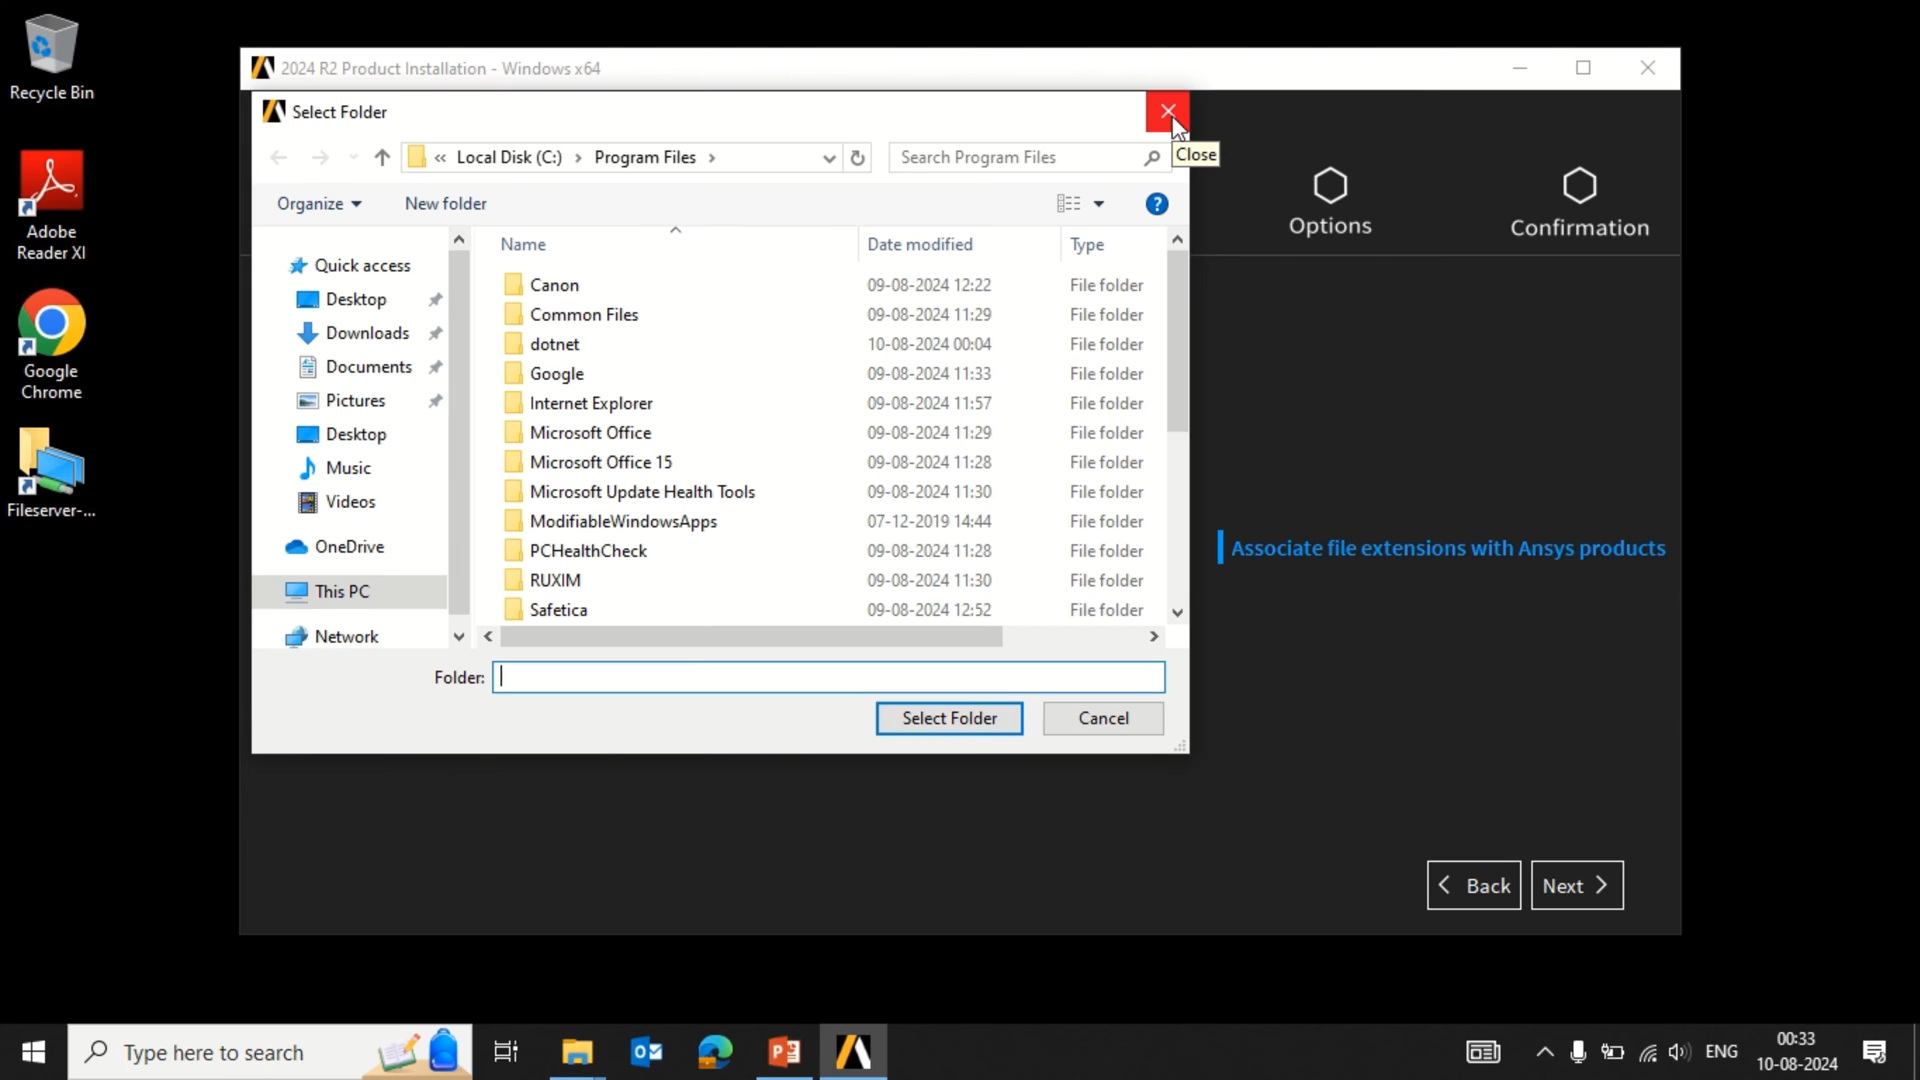 Recycle Bin
Adobe
Reader XI
Google
Chrome
Fileserver-...
2024 R2 Product Installation - Windows x64
Select Folder
« Local Disk (C:) › Program Files ›
Search Program Files
Close
Organize
New folder
?
Options
Confirmation
Quick access
Desktop
Downloads
Documents
Pictures
Desktop
Music
Videos
OneDrive
This PC
Network
Name Date modified Type
Canon 09-08-2024 12:22 File folder
Common Files 09-08-2024 11:29 File folder
dotnet 10-08-2024 00:04 File folder
Google 09-08-2024 11:33 File folder
Internet Explorer 09-08-2024 11:57 File folder
Microsoft Office 09-08-2024 11:29 File folder
Microsoft Office 15 09-08-2024 11:28 File folder
Microsoft Update Health Tools 09-08-2024 11:30 File folder
ModifiableWindowsApps 07-12-2019 14:44 File folder
PCHealthCheck 09-08-2024 11:28 File folder
RUXIM 09-08-2024 11:30 File folder
Safetica 09-08-2024 12:52 File folder
Folder:
Select Folder
Cancel
Associate file extensions with Ansys products
Back
Next
Type here to search
ENG
00:33
10-08-2024